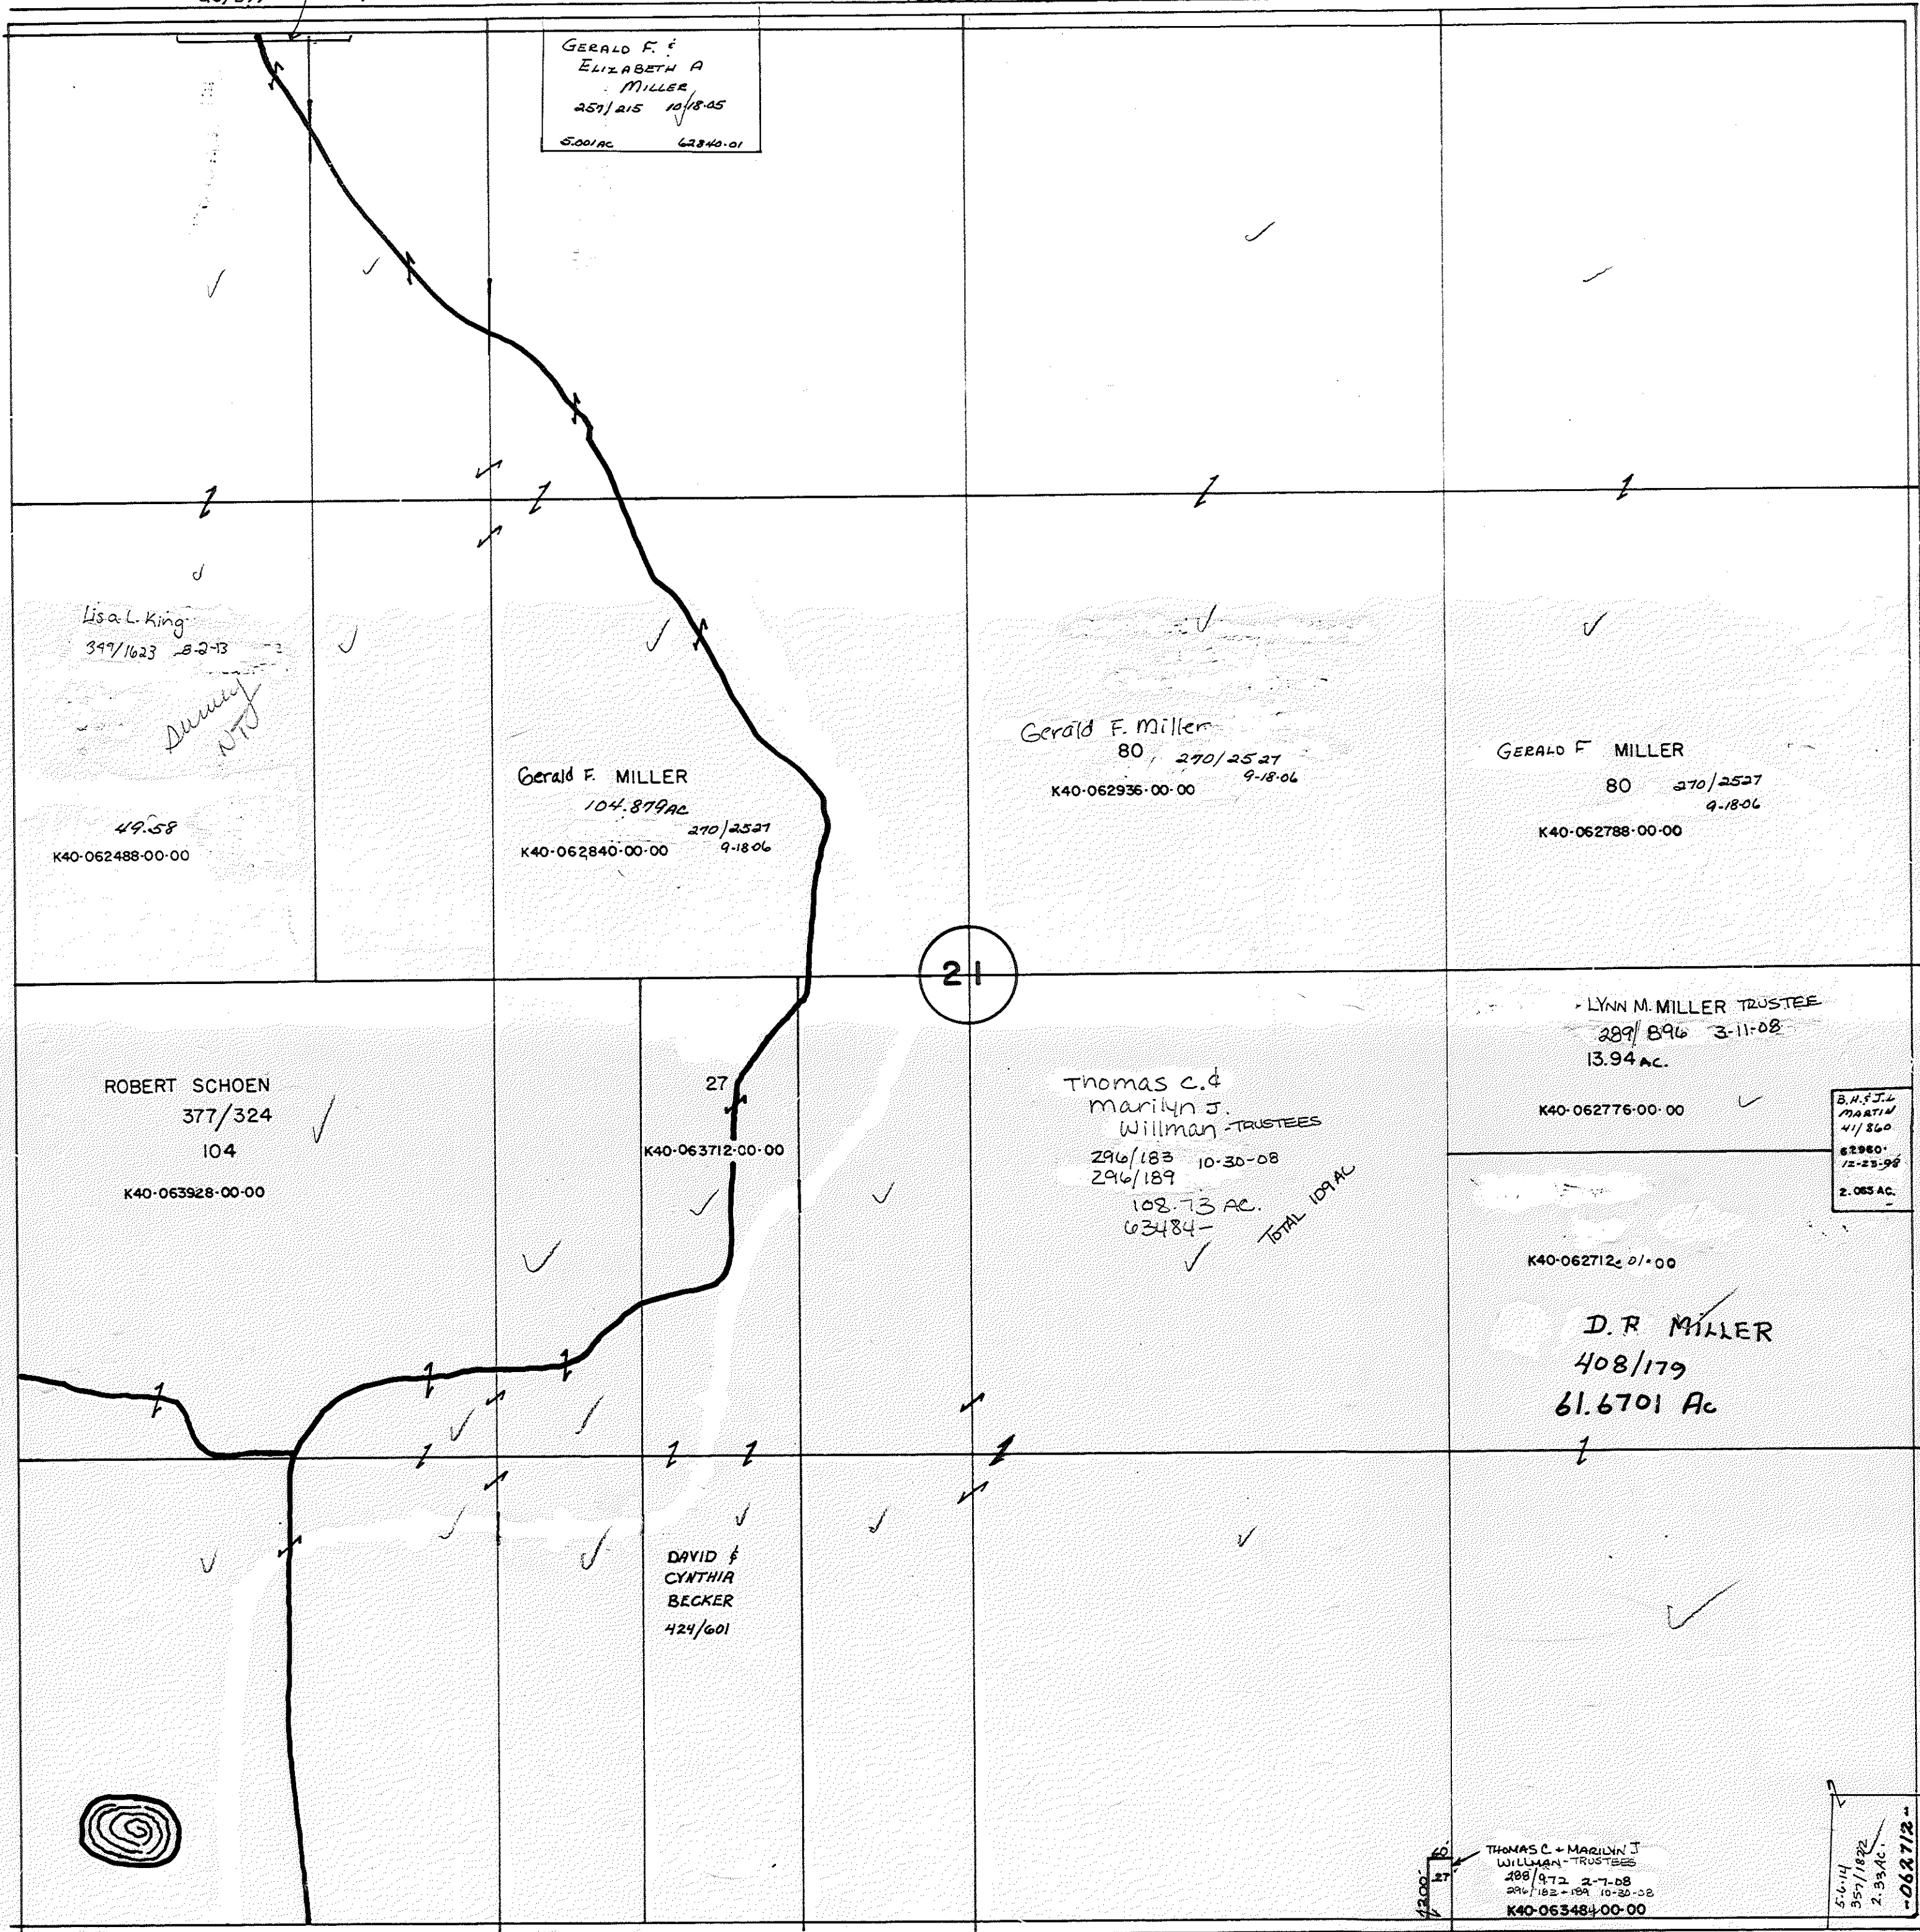 GERALD F. &
ELIZABETH A
MILLER
257/215 10/18-05
5.001AC 62840-01
Lisa L. King
349/1623 8-2-13
Survey
NTS
49.58
K40-062488-00-00
Gerald F. MILLER
104.879AC
270/2527
9-18-06
K40-062840-00-00
Gerald F. Miller
80 270/2527
9-18-06
K40-062936-00-00
GERALD F MILLER
80 270/2527
9-18-06
K40-062788-00-00
21
ROBERT SCHOEN
377/324
104
K40-063928-00-00
27
K40-063712-00-00
Thomas C. &
Marilyn J.
Willman -TRUSTEES
296/183 10-30-08
296/189
108.73 AC.
63484-
TOTAL 109 AC
LYNN M. MILLER TRUSTEE
289/896 3-11-08
13.94 AC.
K40-062776-00-00
B.H. & J.L
MARTIN
41/860
62960-
12-23-98
2.085 AC.
K40-062712-01-00
D. R MILLER
408/179
61.6701 Ac
DAVID &
CYNTHIA
BECKER
424/601
THOMAS C + MARILYN J
WILLMAN - TRUSTEES
288/972 2-7-08
296/183+189 10-30-08
K40-063484-00-00
.27
1200'
5-6-14
357/1822
2.33 AC.
-062712-